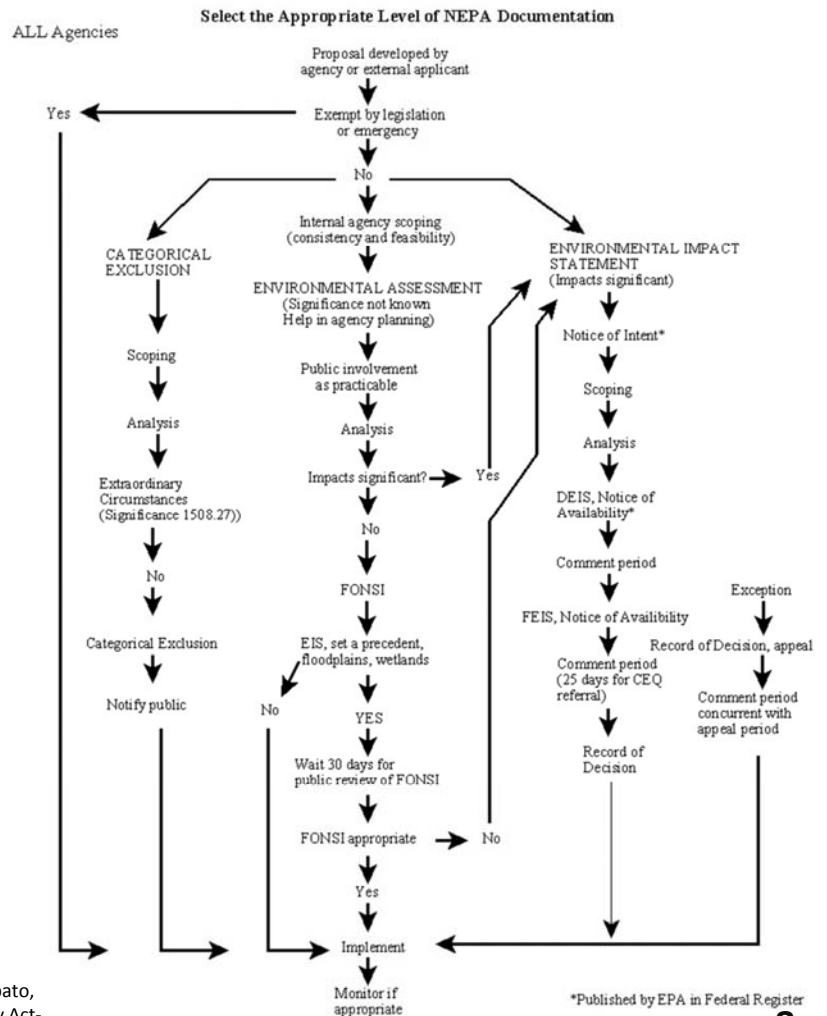 Select the Appropriate Level of NEPA Documentation
ALL Agencies
Proposal developed by
agency or external applicant
Yes
Exempt by legislation
or emergency
No
CATEGORICAL
EXCLUSION
Scoping
Analysis
Extraordinary
Circumstances
(Significance 1508.27))
No
Categorical Exclusion
Notify public
Internal agency scoping
(consistency and feasibility)
ENVIRONMENTAL ASSESSMENT
(Significance not known
Help in agency planning)
Public involvement
as practicable
Analysis
Impacts significant?
Yes
No
FONSI
EIS, set a precedent,
floodplains, wetlands
No
YES
Wait 30 days for
public review of FONSI
FONSI appropriate
No
Yes
Implement
Monitor if
appropriate
ENVIRONMENTAL IMPACT
STATEMENT
(Impacts significant)
Notice of Intent*
Scoping
Analysis
DEIS, Notice of
Availability*
Comment period
FEIS, Notice of Availibility
Comment period
(25 days for CEQ
referral)
Record of
Decision
Exception
Record of Decision, appeal
Comment period
concurrent with
appeal period
*Published by EPA in Federal Register